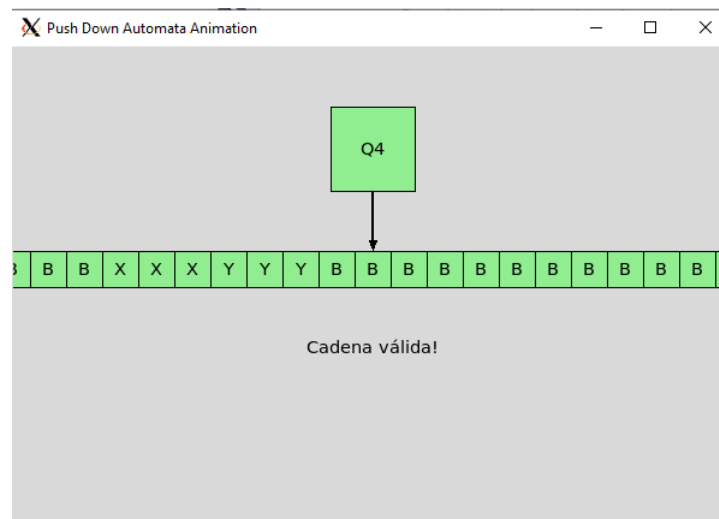 Push Down Automata Animation
Q4
B B X X X Y Y Y B B B B B B B B B B B
Cadena válida!